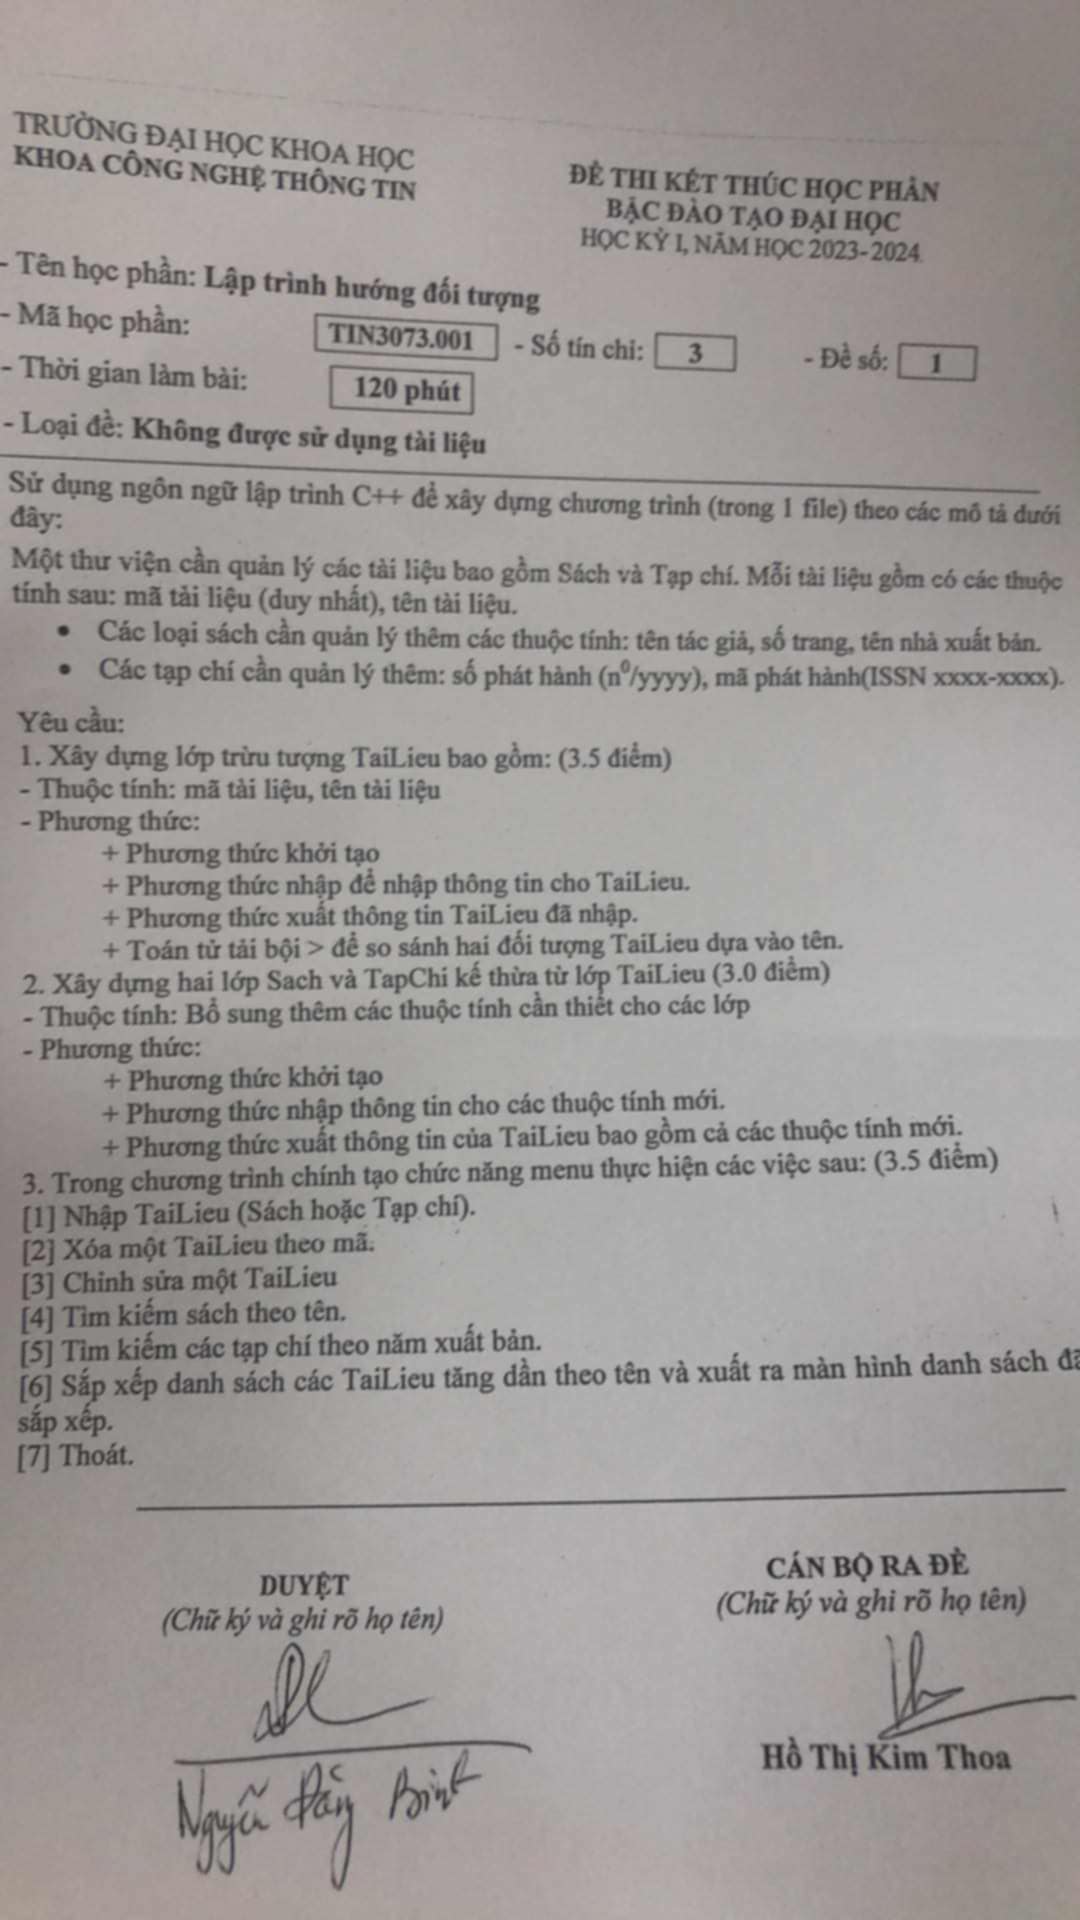 TRƯỜNG ĐẠI HỌC KHOA HỌC
KHOA CÔNG NGHỆ THÔNG TIN
ĐỀ THI KẾT THÚC HỌC PHẦN
BẬC ĐÀO TẠO ĐẠI HỌC
HỌC KỲ I, NĂM HỌC 2023-2024
- Tên học phần: Lập trình hướng đối tượng
- Mã học phần: TIN3073.001 - Số tín chỉ: 3 - Đề số: 1
- Thời gian làm bài: 120 phút
- Loại đề: Không được sử dụng tài liệu
Sử dụng ngôn ngữ lập trình C++ để xây dựng chương trình (trong 1 file) theo các mô tả dưới
đây:
Một thư viện cần quản lý các tài liệu bao gồm Sách và Tạp chí. Mỗi tài liệu gồm có các thuộc
tính sau: mã tài liệu (duy nhất), tên tài liệu.
• Các loại sách cần quản lý thêm các thuộc tính: tên tác giả, số trang, tên nhà xuất bản.
• Các tạp chí cần quản lý thêm: số phát hành (n⁰/yyyy), mã phát hành(ISSN xxxx-xxxx).
Yêu cầu:
1. Xây dựng lớp trừu tượng TaiLieu bao gồm: (3.5 điểm)
- Thuộc tính: mã tài liệu, tên tài liệu
- Phương thức:
+ Phương thức khởi tạo
+ Phương thức nhập để nhập thông tin cho TaiLieu.
+ Phương thức xuất thông tin TaiLieu đã nhập.
+ Toán tử tải bội > để so sánh hai đối tượng TaiLieu dựa vào tên.
2. Xây dựng hai lớp Sach và TapChi kế thừa từ lớp TaiLieu (3.0 điểm)
- Thuộc tính: Bổ sung thêm các thuộc tính cần thiết cho các lớp
- Phương thức:
+ Phương thức khởi tạo
+ Phương thức nhập thông tin cho các thuộc tính mới.
+ Phương thức xuất thông tin của TaiLieu bao gồm cả các thuộc tính mới.
3. Trong chương trình chính tạo chức năng menu thực hiện các việc sau: (3.5 điểm)
[1] Nhập TaiLieu (Sách hoặc Tạp chí).
[2] Xóa một TaiLieu theo mã.
[3] Chỉnh sửa một TaiLieu
[4] Tìm kiếm sách theo tên.
[5] Tìm kiếm các tạp chí theo năm xuất bản.
[6] Sắp xếp danh sách các TaiLieu tăng dần theo tên và xuất ra màn hình danh sách đã
sắp xếp.
[7] Thoát.
DUYỆT
(Chữ ký và ghi rõ họ tên)
Nguyễn Đăng Bình
CÁN BỘ RA ĐỀ
(Chữ ký và ghi rõ họ tên)
Hồ Thị Kim Thoa